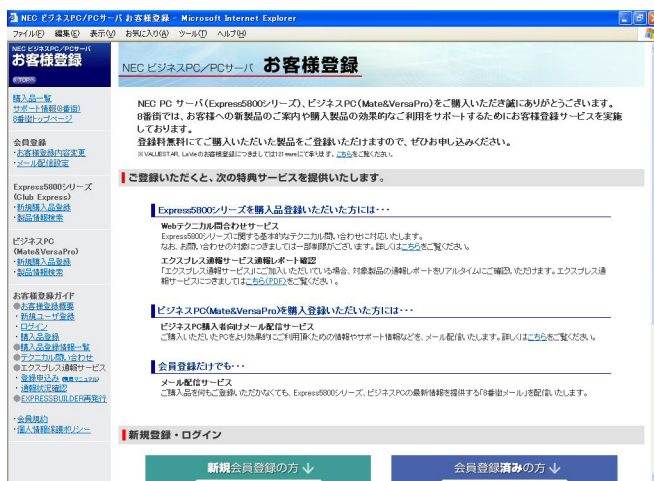 NEC ビジネスPC/PCサーバ お客様登録 - Microsoft Internet Explorer
ファイル(F) 編集(E) 表示(V) お気に入り(A) ツール(T) ヘルプ(H)
NEC ビジネスPC/PCサーバ
お客様登録
NEC ビジネスPC/PCサーバ お客様登録
購入品一覧
サポート情報(8番街)
8番街トップページ
会員登録
・お客様登録内容変更
・メール配信設定
Express5800シリーズ
(Club Express)
・新規購入品登録
・製品情報検索
ビジネスPC
(Mate&VersaPro)
・新規購入品登録
・製品情報検索
お客様登録ガイド
●お客様登録概要
・新規ユーザ登録
・ログイン
・購入品登録
●購入品登録情報一覧
●テクニカル問い合わせ
●エクスプレス通報サービス
・登録申込み
・通報状況確認
●EXPRESSBUILDER再発行
・会員規約
・個人情報保護ポリシー
NEC PC サーバ(Express5800シリーズ)、ビジネスPC(Mate&VersaPro)をご購入いただき誠にありがとうございます。
8番街では、お客様への新製品のご案内や購入品の効果的なご利用をサポートするためにお客様登録サービスを実施
しております。
登録料無料にてご購入いただいた製品をご登録いただけますので、ぜひお申し込みください。
※VALUESTAR, LaVieのお客様登録につきましては121wareにて承ります。こちらをご覧ください。
ご登録いただくと、次の特典サービスを提供いたします。
Express5800シリーズを購入品登録いただいた方には・・・
Webテクニカル問合わせサービス
Express5800シリーズに関する基本的なテクニカル問い合わせに対応いたします。
なお、お問い合わせの対象につきましては一部制限がございます。詳しくはこちらをご覧ください。
エクスプレス通報サービス通報レポート確認
「エクスプレス通報サービス」にご加入いただいている場合、対象製品の通報レポートをリアルタイムにご確認、いただけます。エクスプレス通
報サービスにつきましてはこちら(PDF)をご覧ください。
ビジネスPC(Mate&VersaPro)を購入登録いただいた方には・・・
ビジネスPC購入者向けメール配信サービス
ご購入いただいたPCをより効果的にご利用頂くための情報やサポート情報などを、メール配信いたします。詳しくはこちらをご覧ください。
会員登録だけでも・・・
メール配信サービス
ご購入品を何もご登録いただかなくても、Express5800シリーズ、ビジネスPCの最新情報を提供する「8番街メール」を配信いたします。
新規登録・ログイン
新規会員登録の方
会員登録済みの方